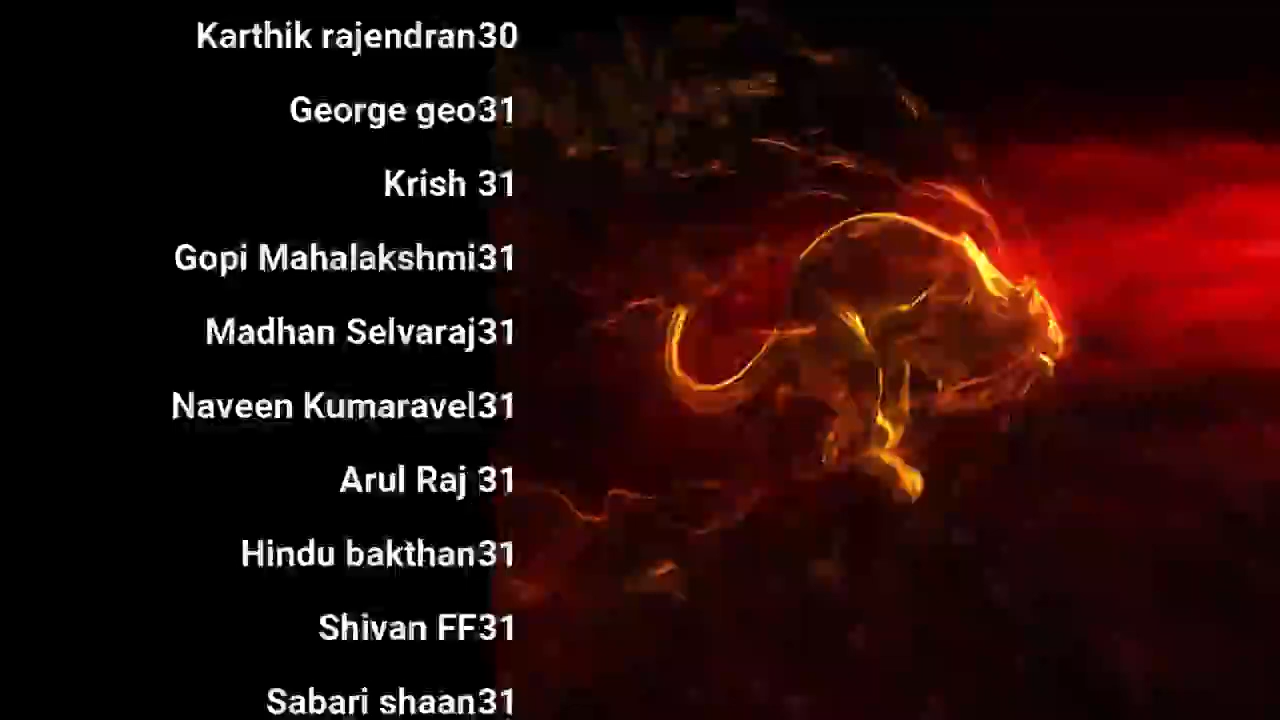 Karthik rajendran30
George geo31
Krish 31
Gopi Mahalakshmi31
Madhan Selvaraj31
Naveen Kumaravel31
Arul Raj 31
Hindu bakthan31
Shivan FF31
Sabari shaan31